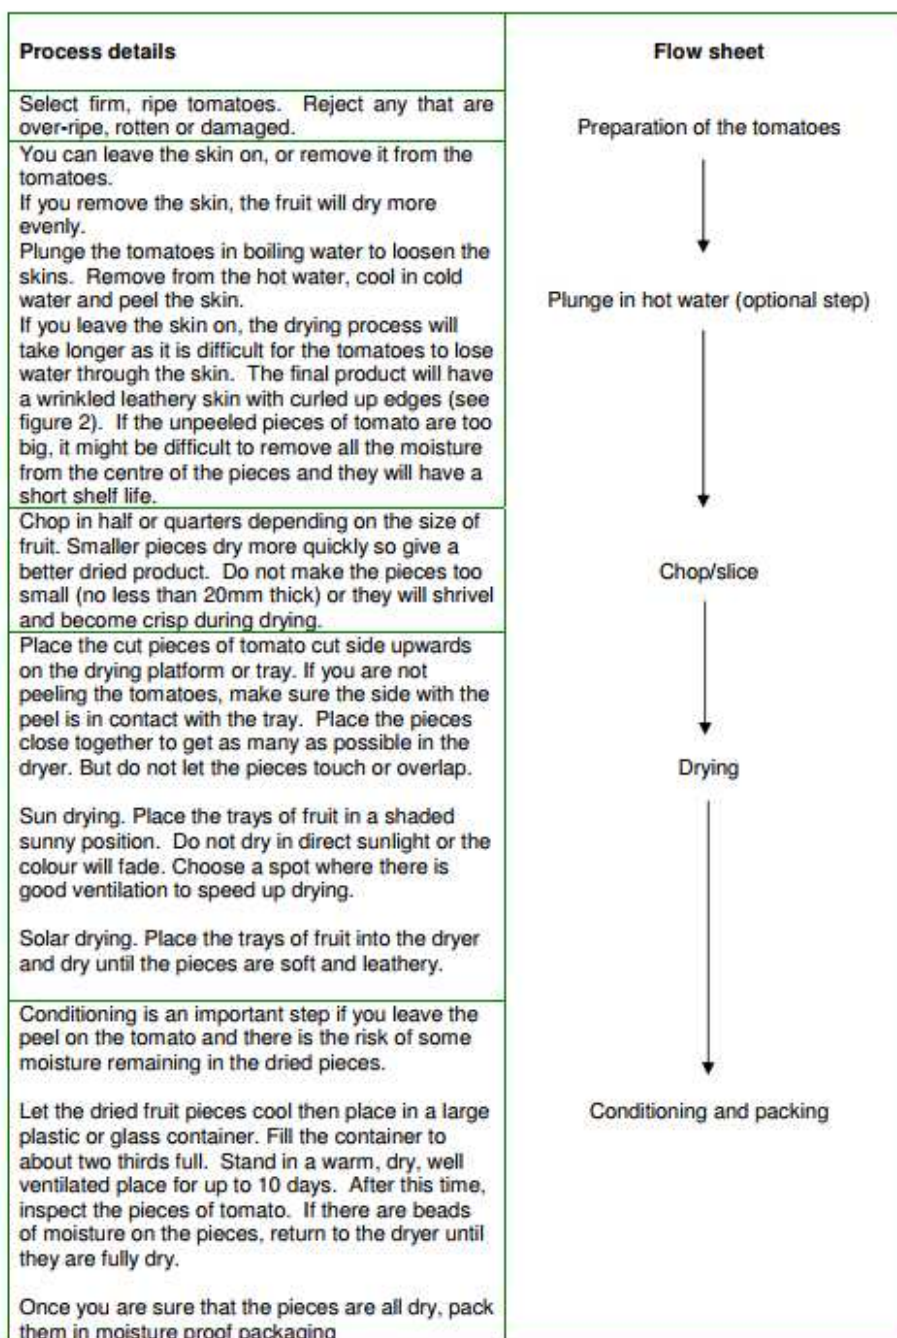 Process details
Flow sheet
Select firm, ripe tomatoes. Reject any that are
over-ripe, rotten or damaged.
Preparation of the tomatoes
You can leave the skin on, or remove it from the
tomatoes.
If you remove the skin, the fruit will dry more
evenly.
Plunge the tomatoes in boiling water to loosen the
skins. Remove from the hot water, cool in cold
water and peel the skin.
Plunge in hot water (optional step)
If you leave the skin on, the drying process will
take longer as it is difficult for the tomatoes to lose
water through the skin. The final product will have
a wrinkled leathery skin with curled up edges (see
figure 2). If the unpeeled pieces of tomato are too
big, it might be difficult to remove all the moisture
from the centre of the pieces and they will have a
short shelf life.
Chop in half or quarters depending on the size of
fruit. Smaller pieces dry more quickly so give a
better dried product. Do not make the pieces too
small (no less than 20mm thick) or they will shrivel
and become crisp during drying.
Chop/slice
Place the cut pieces of tomato cut side upwards
on the drying platform or tray. If you are not
peeling the tomatoes, make sure the side with the
peel is in contact with the tray. Place the pieces
close together to get as many as possible in the
dryer. But do not let the pieces touch or overlap.
Drying
Sun drying. Place the trays of fruit in a shaded
sunny position. Do not dry in direct sunlight or the
colour will fade. Choose a spot where there is
good ventilation to speed up drying.
Solar drying. Place the trays of fruit into the dryer
and dry until the pieces are soft and leathery.
Conditioning is an important step if you leave the
peel on the tomato and there is the risk of some
moisture remaining in the dried pieces.
Let the dried fruit pieces cool then place in a large
plastic or glass container. Fill the container to
about two thirds full. Stand in a warm, dry, well
ventilated place for up to 10 days. After this time,
inspect the pieces of tomato. If there are beads
of moisture on the pieces, return to the dryer until
they are fully dry.
Conditioning and packing
Once you are sure that the pieces are all dry, pack
them in moisture proof packaging